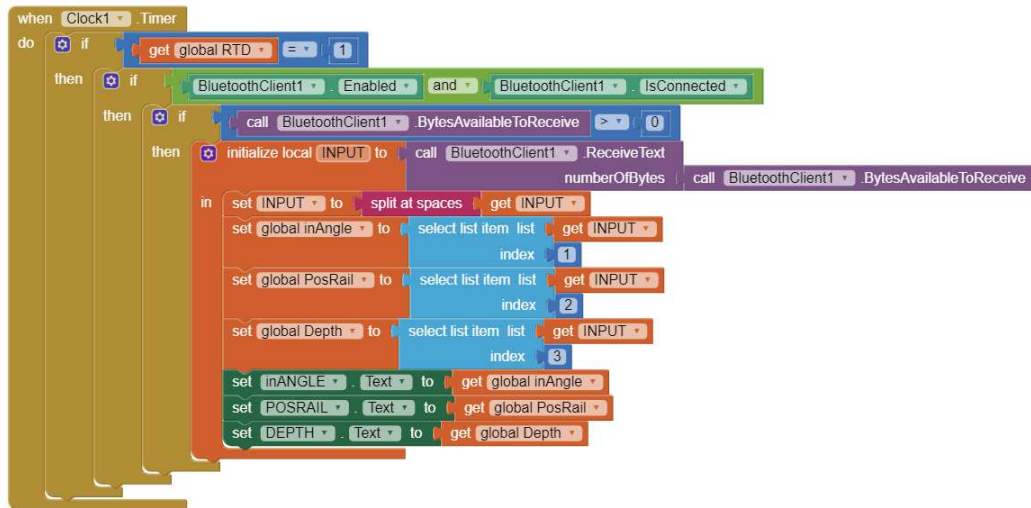 when Clock1 .Timer
do if get global RTD = 1
then if BluetoothClient1 . Enabled and BluetoothClient1 . IsConnected
then if call BluetoothClient1 .BytesAvailableToReceive > 0
then initialize local INPUT to call BluetoothClient1 .ReceiveText
numberOfBytes call BluetoothClient1 .BytesAvailableToReceive
in set INPUT to split at spaces get INPUT
set global inAngle to select list item list get INPUT
index 1
set global PosRail to select list item list get INPUT
index 2
set global Depth to select list item list get INPUT
index 3
set inANGLE . Text to get global inAngle
set POSRAIL . Text to get global PosRail
set DEPTH . Text to get global Depth